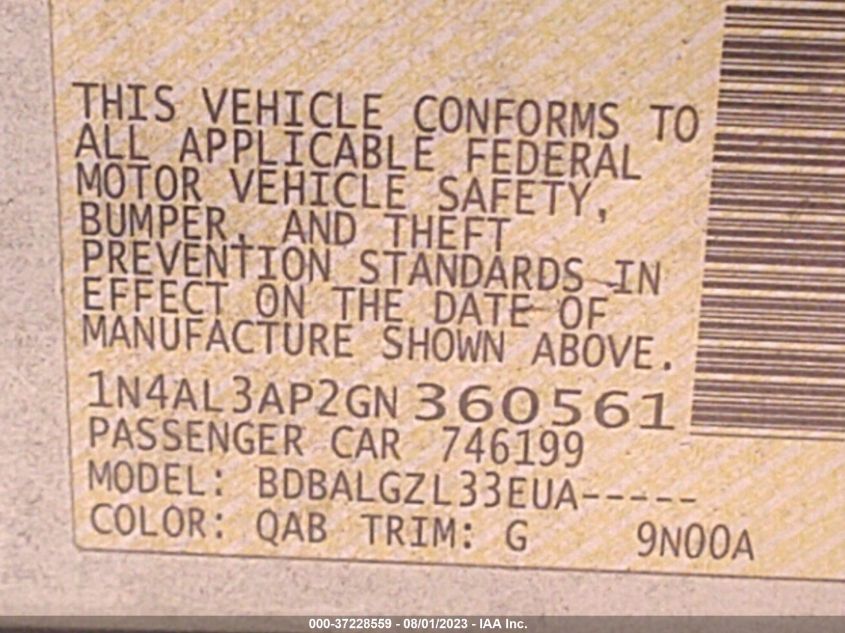 THIS VEHICLE CONFORMS TO
ALL APPLICABLE FEDERAL
MOTOR VEHICLE SAFETY,
BUMPER, AND THEFT
PREVENTION STANDARDS IN
EFFECT ON THE DATE OF
MANUFACTURE SHOWN ABOVE.
1N4AL3AP2GN 360561
PASSENGER CAR 746199
MODEL: BDBALGZL33EUA-----
COLOR: QAB TRIM: G 9N00A
000-37228559 - 08/01/2023 - IAA Inc.